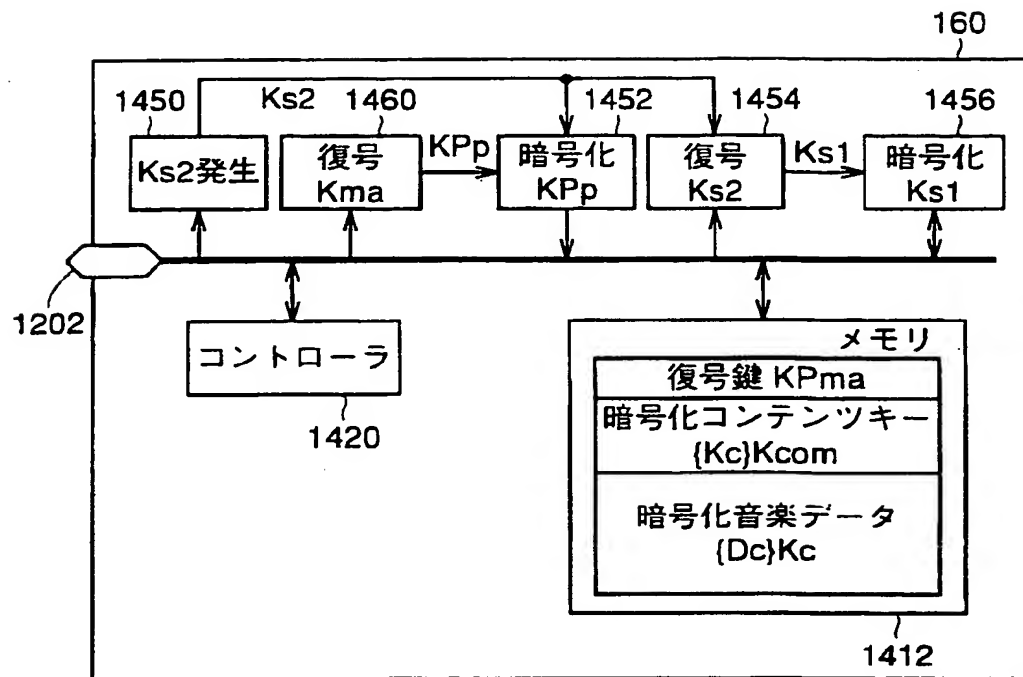 160
1450
Ks2
1460
1452
1454
1456
Ks2発生
復号
Kma
KPp
暗号化
KPp
復号
Ks2
Ks1
暗号化
Ks1
1202
コントローラ
1420
メモリ
復号鍵 KPma
暗号化コンテンツキー
{Kc}Kcom
暗号化音楽データ
{Dc}Kc
1412